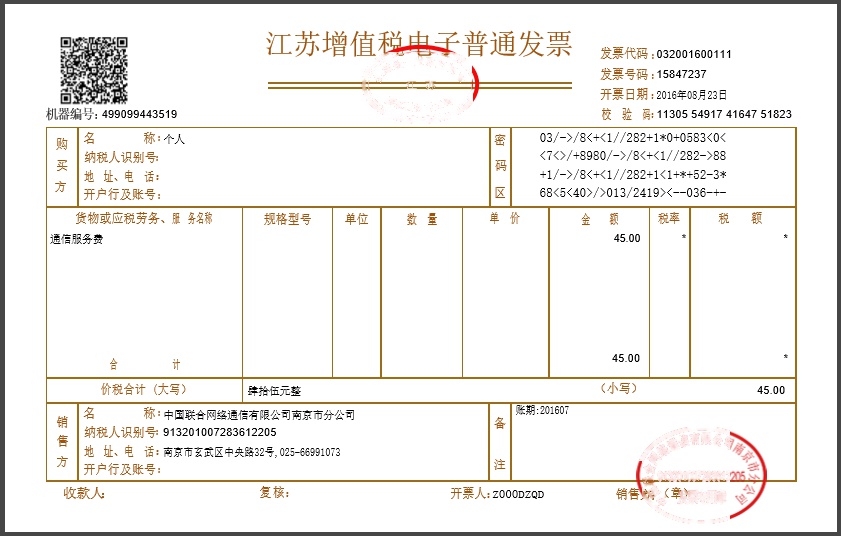 江苏增值税电子普通发票
发票代码：032001600111
发票号码：15847237
开票日期：2016年08月23日
机器编号：499099443519
校 验 码：11305 54917 41647 51823
购买方
名 称：个人
纳税人识别号：
地 址、电 话：
开户行及账号：
密码区
03/->/8<+<1//282+1*0+0583<0<
<7<>/+8980/->/8<+<1//282->88
+1/->/8<+<1//282+1<1+*+52-3*
68<5<40>/>013/2419><--036-+-
货物或应税劳务、服务名称 规格型号 单位 数 量 单 价 金 额 税率 税 额
通信服务费 45.00 * *
合 计 45.00 *
价税合计（大写） 肆拾伍元整 （小写） 45.00
销售方
名 称：中国联合网络通信有限公司南京市分公司
纳税人识别号：913201007283612205
地 址、电 话：南京市玄武区中央路32号,025-66991073
开户行及账号：
备注
账期:201607
收款人： 复核： 开票人：Z000DZQD 销售方：（章）
南京市分公司
205